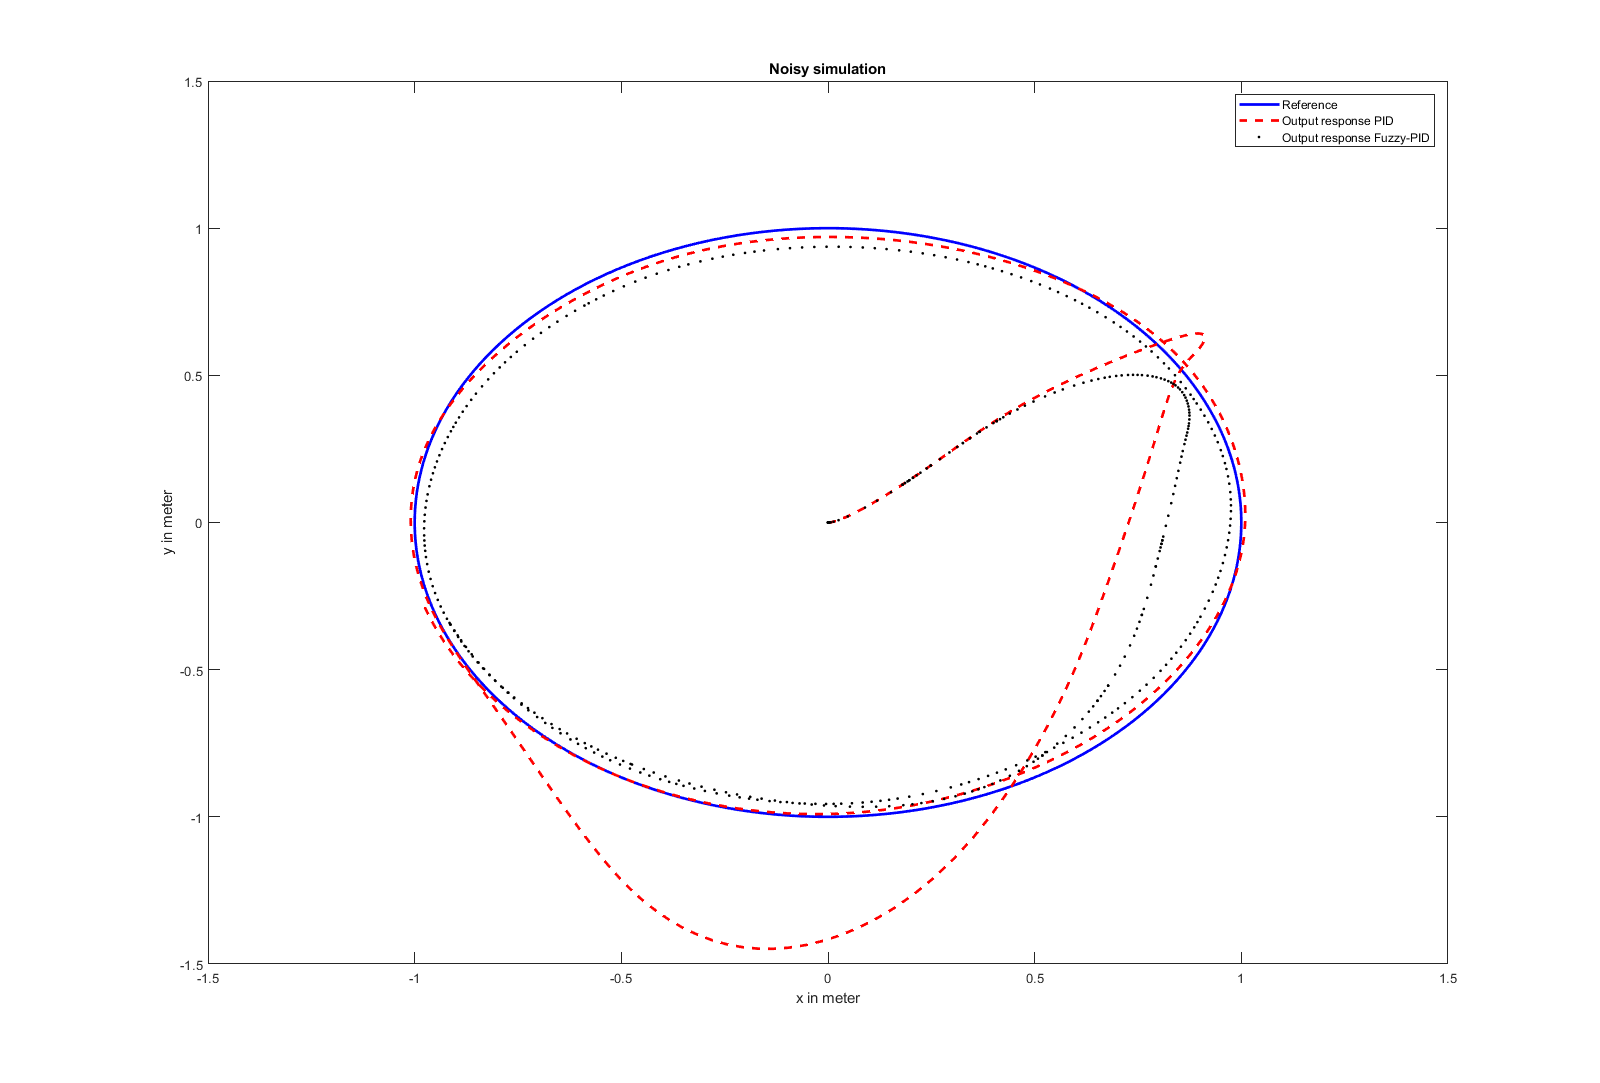 Noisy simulation
Reference
Output response PID
Output response Fuzzy-PID
1.5
1
0.5
0
-0.5
-1
-1.5
y in meter
-1.5
-1
-0.5
0
0.5
1
1.5
x in meter